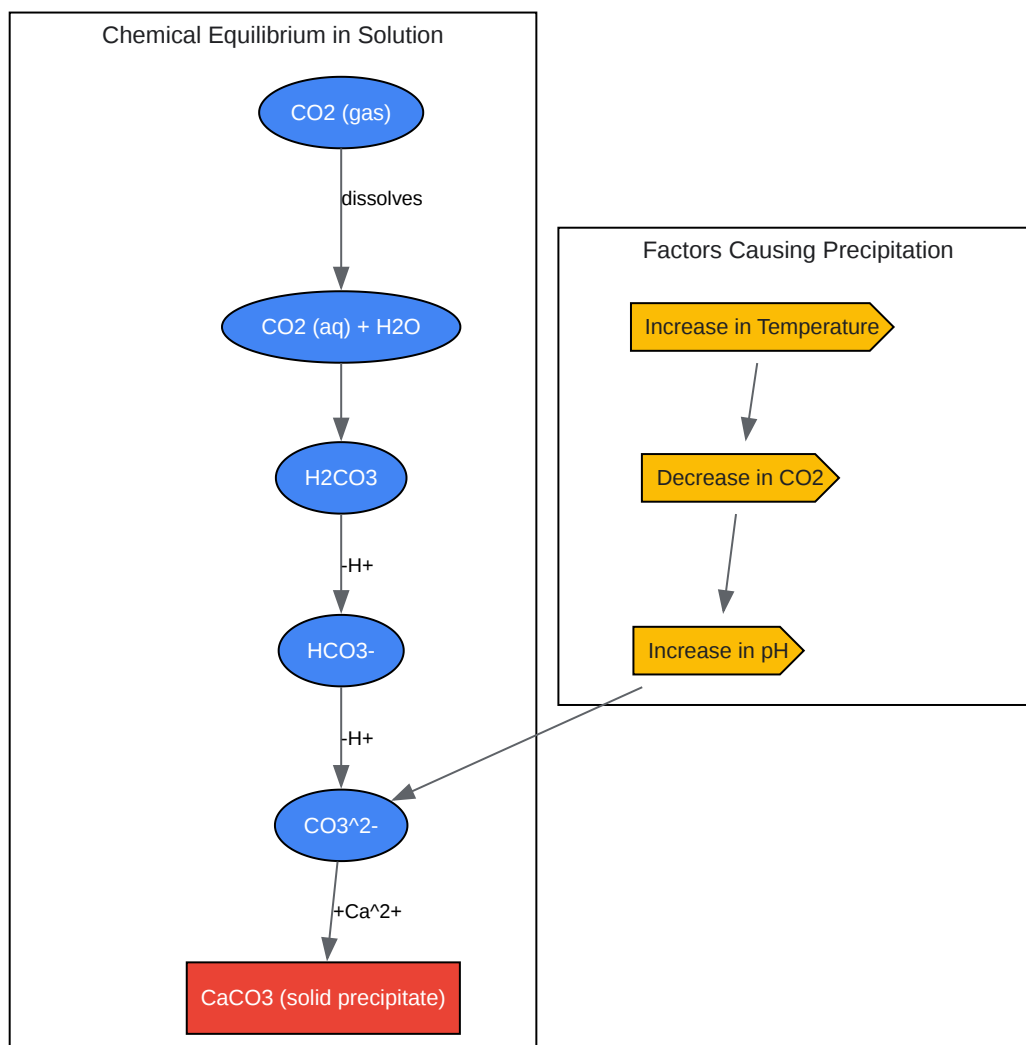 Chemical Equilibrium in Solution
CO2 (gas)
dissolves
CO2 (aq) + H2O
H2CO3
-H+
HCO3-
-H+
CO3^2-
+Ca^2+
CaCO3 (solid precipitate)
Factors Causing Precipitation
Increase in Temperature
Decrease in CO2
Increase in pH